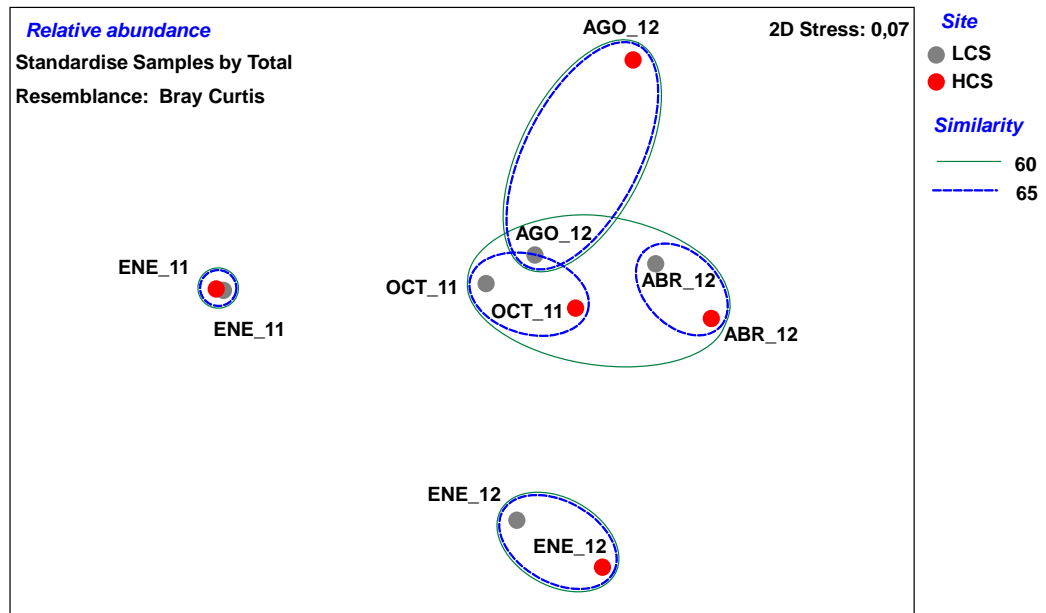 Relative abundance
Standardise Samples by Total
Resemblance: Bray Curtis
2D Stress: 0,07
AGO_12
AGO_12
ENE_11
ENE_11
OCT_11
OCT_11
ABR_12
ABR_12
ENE_12
ENE_12
Site
LCS
HCS
Similarity
60
65